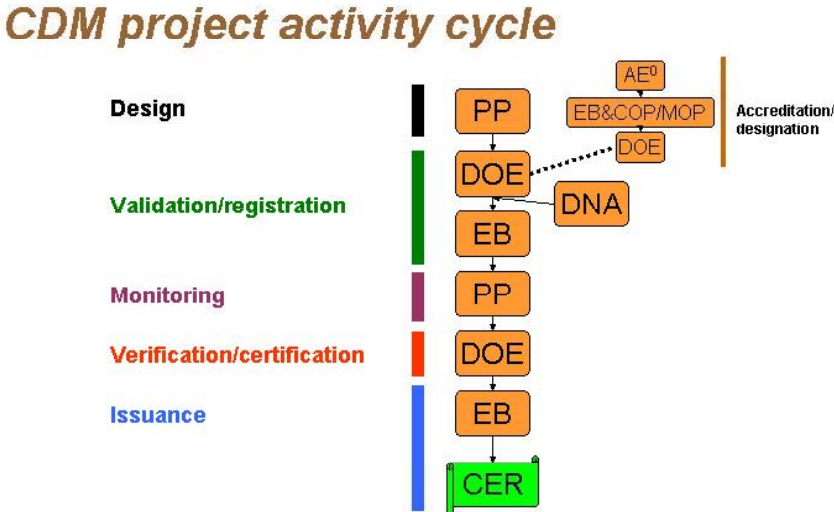 CDM project activity cycle
AE⁰
Design
PP
EB&COP/MOP
Accreditation/
designation
DOE
DOE
Validation/registration
DNA
EB
Monitoring
PP
Verification/certification
DOE
Issuance
EB
CER